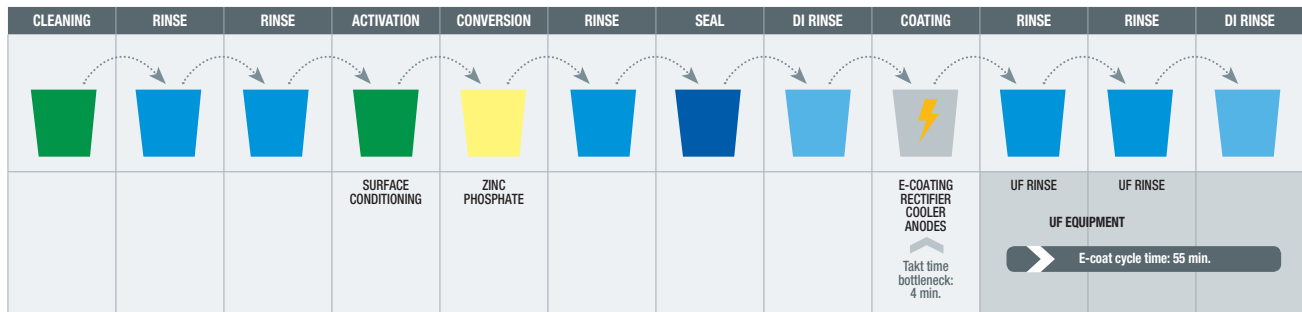 CLEANING
RINSE
RINSE
ACTIVATION
CONVERSION
RINSE
SEAL
DI RINSE
COATING
RINSE
RINSE
DI RINSE
SURFACE
CONDITIONING
ZINC
PHOSPHATE
E-COATING
RECTIFIER
COOLER
ANODES
Takt time
bottleneck:
4 min.
UF RINSE
UF RINSE
UF EQUIPMENT
E-coat cycle time: 55 min.